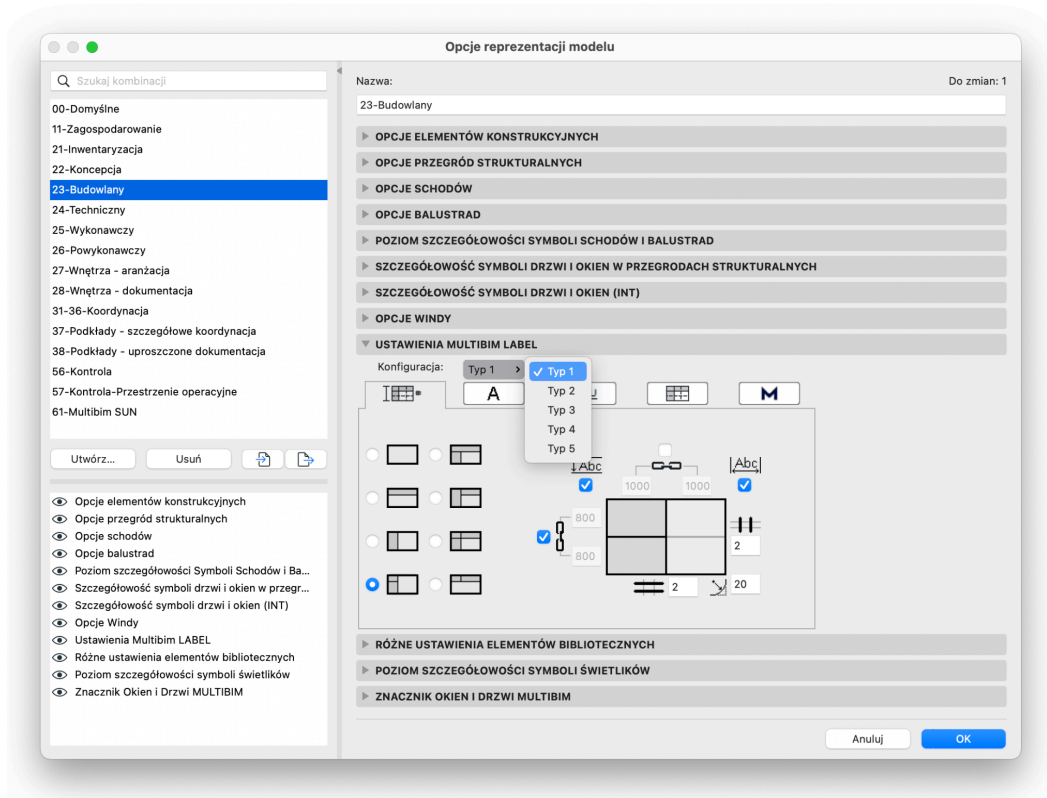 Opcje reprezentacji modelu
Szukaj kombinacji
00-Domyślne
11-Zagospodarowanie
21-Inwentaryzacja
22-Koncepcja
23-Budowlany
24-Techniczny
25-Wykonawczy
26-Powykonawczy
27-Wnętrza - aranżacja
28-Wnętrza - dokumentacja
31-36-Koordynacja
37-Podkłady - szczegółowe koordynacja
38-Podkłady - uproszczone dokumentacja
56-Kontrola
57-Kontrola-Przestrzenie operacyjne
61-Multibim SUN
Utwórz...
Usuń
Opcje elementów konstrukcyjnych
Opcje przegród strukturalnych
Opcje schodów
Opcje balustrad
Poziom szczegółowości Symboli Schodów i Ba...
Szczegółowość symboli drzwi i okien w przegr...
Szczegółowość symboli drzwi i okien (INT)
Opcje Windy
Ustawienia Multibim LABEL
Różne ustawienia elementów bibliotecznych
Poziom szczegółowości symboli świetlików
Znacznik Okien i Drzwi MULTIBIM
Nazwa:
Do zmian: 1
23-Budowlany
OPCJE ELEMENTÓW KONSTRUKCYJNYCH
OPCJE PRZEGRÓD STRUKTURALNYCH
OPCJE SCHODÓW
OPCJE BALUSTRAD
POZIOM SZCZEGÓŁOWOŚCI SYMBOLI SCHODÓW I BALUSTRAD
SZCZEGÓŁOWOŚĆ SYMBOLI DRZWI I OKIEN W PRZEGRODACH STRUKTURALNYCH
SZCZEGÓŁOWOŚĆ SYMBOLI DRZWI I OKIEN (INT)
OPCJE WINDY
USTAWIENIA MULTIBIM LABEL
Konfiguracja:
Typ 1
Typ 1
Typ 2
Typ 3
Typ 4
Typ 5
A
M
Abc
Abc
1000
1000
800
800
2
2
20
RÓŻNE USTAWIENIA ELEMENTÓW BIBLIOTECZNYCH
POZIOM SZCZEGÓŁOWOŚCI SYMBOLI ŚWIETLIKÓW
ZNACZNIK OKIEN I DRZWI MULTIBIM
Anuluj
OK